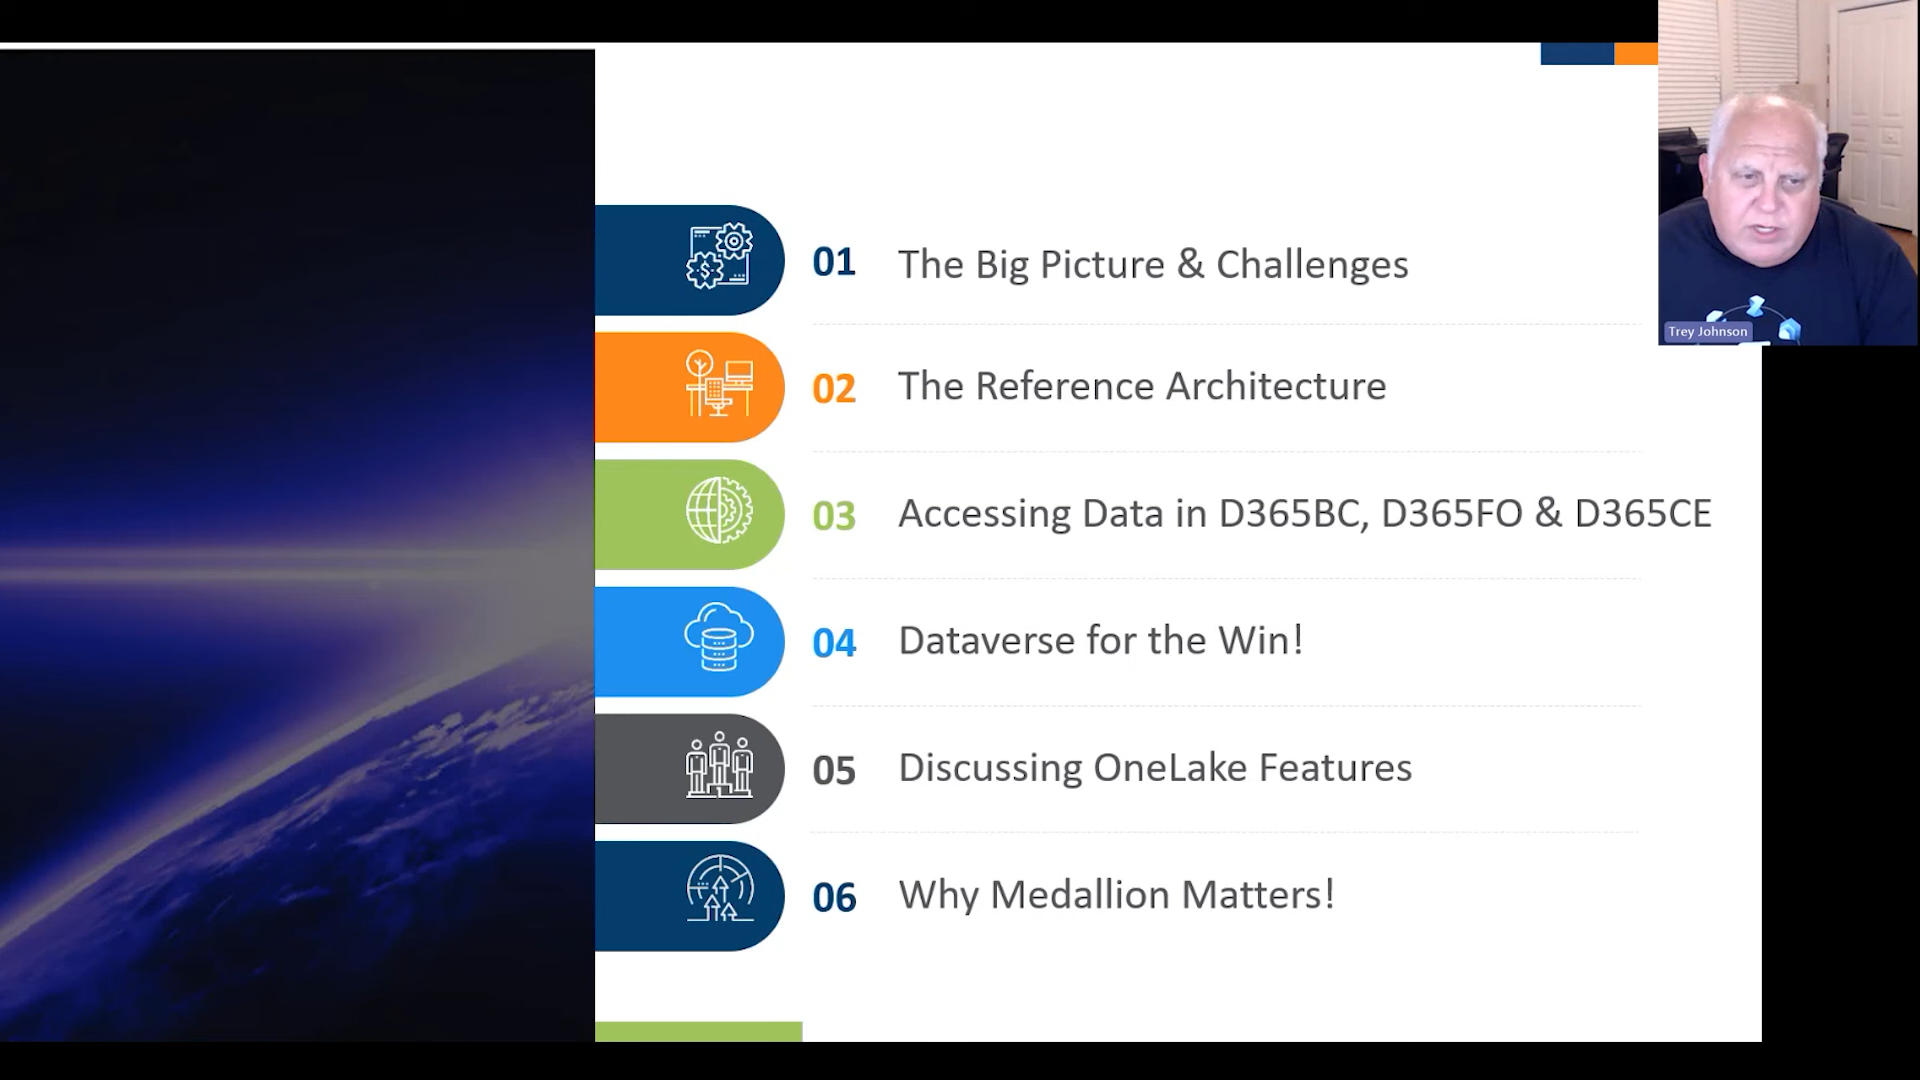 01 The Big Picture & Challenges
02 The Reference Architecture
03 Accessing Data in D365BC, D365FO & D365CE
04 Dataverse for the Win!
05 Discussing OneLake Features
06 Why Medallion Matters!
Trey Johnson